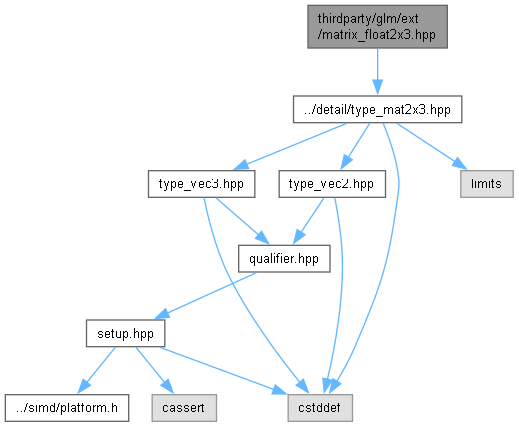 thirdparty/glm/ext
/matrix_float2x3.hpp
../detail/type_mat2x3.hpp
type_vec3.hpp
type_vec2.hpp
limits
qualifier.hpp
setup.hpp
../simd/platform.h
cassert
cstddef